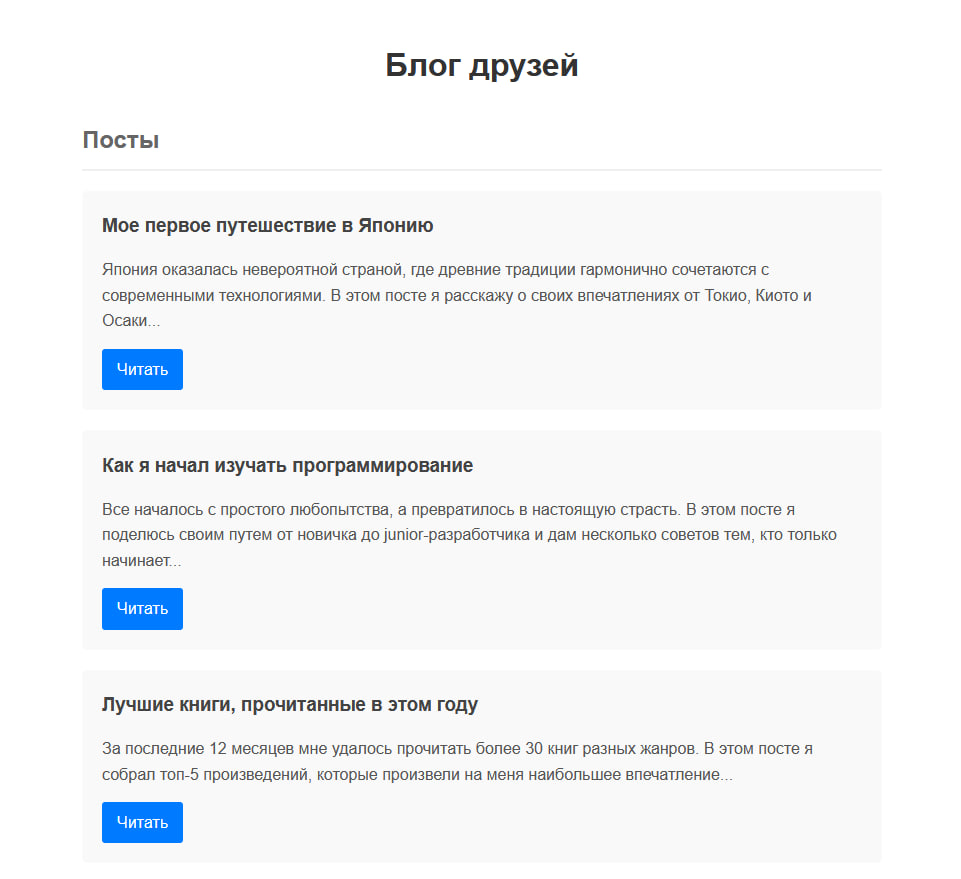 Блог друзей
Посты
Мое первое путешествие в Японию
Япония оказалась невероятной страной, где древние традиции гармонично сочетаются с
современными технологиями. В этом посте я расскажу о своих впечатлениях от Токио, Киото и
Осаки...
Читать
Как я начал изучать программирование
Все началось с простого любопытства, а превратилось в настоящую страсть. В этом посте я
поделюсь своим путем от новичка до junior-разработчика и дам несколько советов тем, кто только
начинает...
Читать
Лучшие книги, прочитанные в этом году
За последние 12 месяцев мне удалось прочитать более 30 книг разных жанров. В этом посте я
собрал топ-5 произведений, которые произвели на меня наибольшее впечатление...
Читать